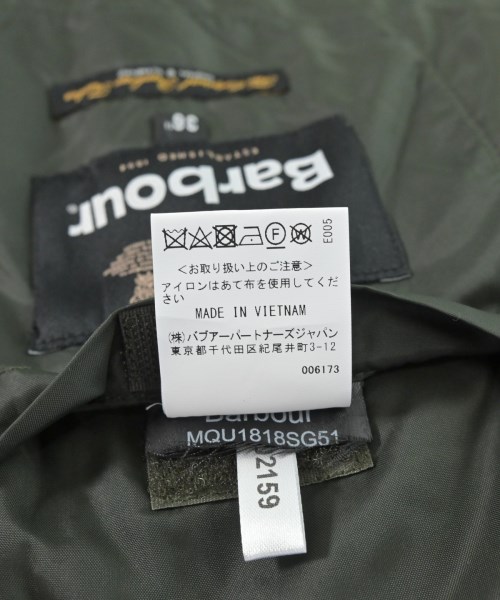 38
ESTABLISHED 1894
Barbour.
E005
<お取り扱い上のご注意>
アイロンはあて布を使用してくだ
さい
MADE IN VIETNAM
(株)バブアーパートナーズジャパン
東京都千代田区紀尾井町3-12
006173
Barbour
MQU1818SG51
2159